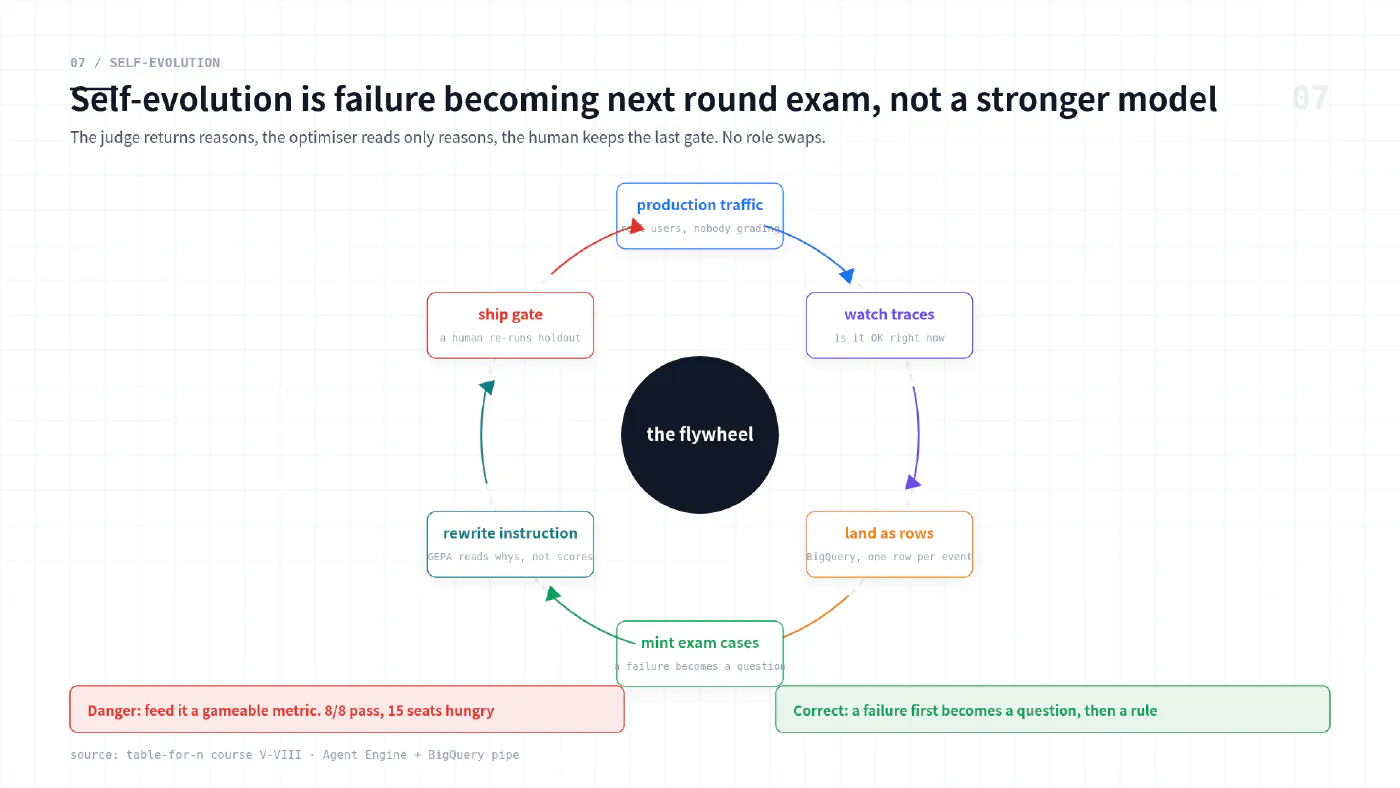 07 / SELF-EVOLUTION
Self-evolution is failure becoming next round exam, not a stronger model
07
The judge returns reasons, the optimiser reads only reasons, the human keeps the last gate. No role swaps.
production traffic
real users, nobody grading
ship gate
a human re-runs holdout
watch traces
is it OK right now
the flywheel
rewrite instruction
GEPA reads whys, not scores
land as rows
BigQuery, one row per event
mint exam cases
a failure becomes a question
Danger: feed it a gameable metric. 8/8 pass, 15 seats hungry
Correct: a failure first becomes a question, then a rule
source: table-for-n course V-VIII · Agent Engine + BigQuery pipe